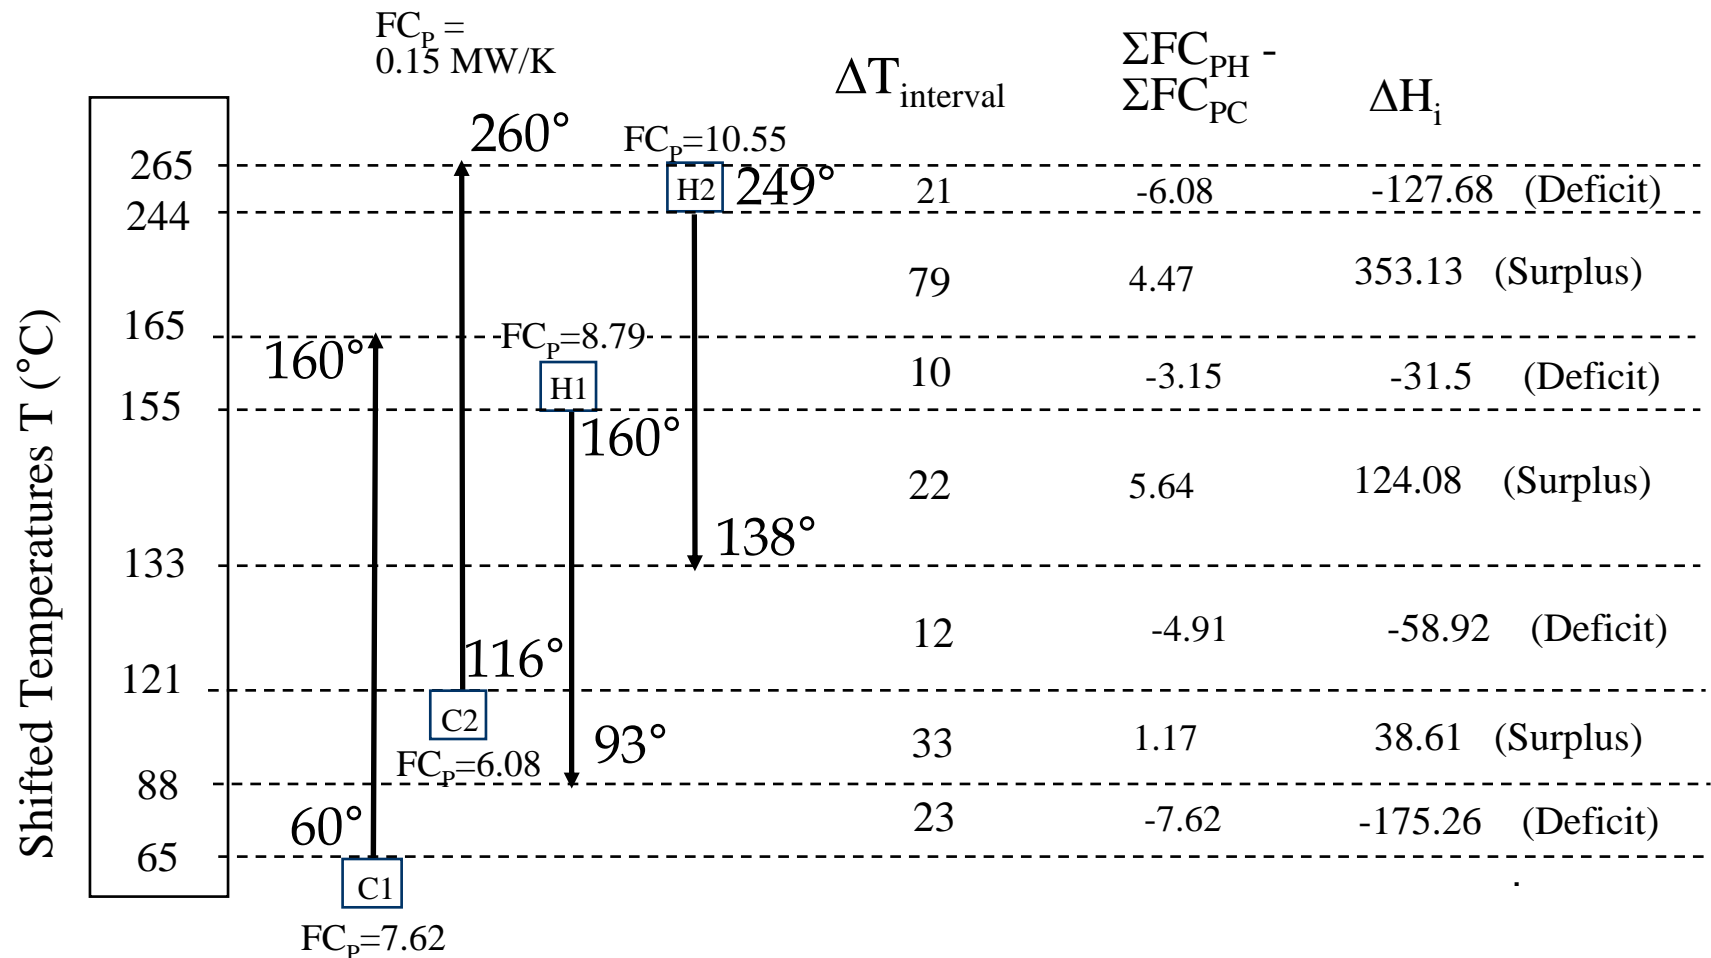 FCP =
0.15 MW/K
ΔTinterval
ΣFCPH -
ΣFCPC
ΔHi
Shifted Temperatures T (°C)
260°
FCP=10.55
265
H2
249°
21
-6.08
-127.68 (Deficit)
244
79
4.47
353.13 (Surplus)
165
160°
FCP=8.79
H1
10
-3.15
-31.5 (Deficit)
155
160°
22
5.64
124.08 (Surplus)
138°
133
12
-4.91
-58.92 (Deficit)
116°
121
C2
FCP=6.08
93°
33
1.17
38.61 (Surplus)
88
60°
23
-7.62
-175.26 (Deficit)
65
C1
.
FCP=7.62